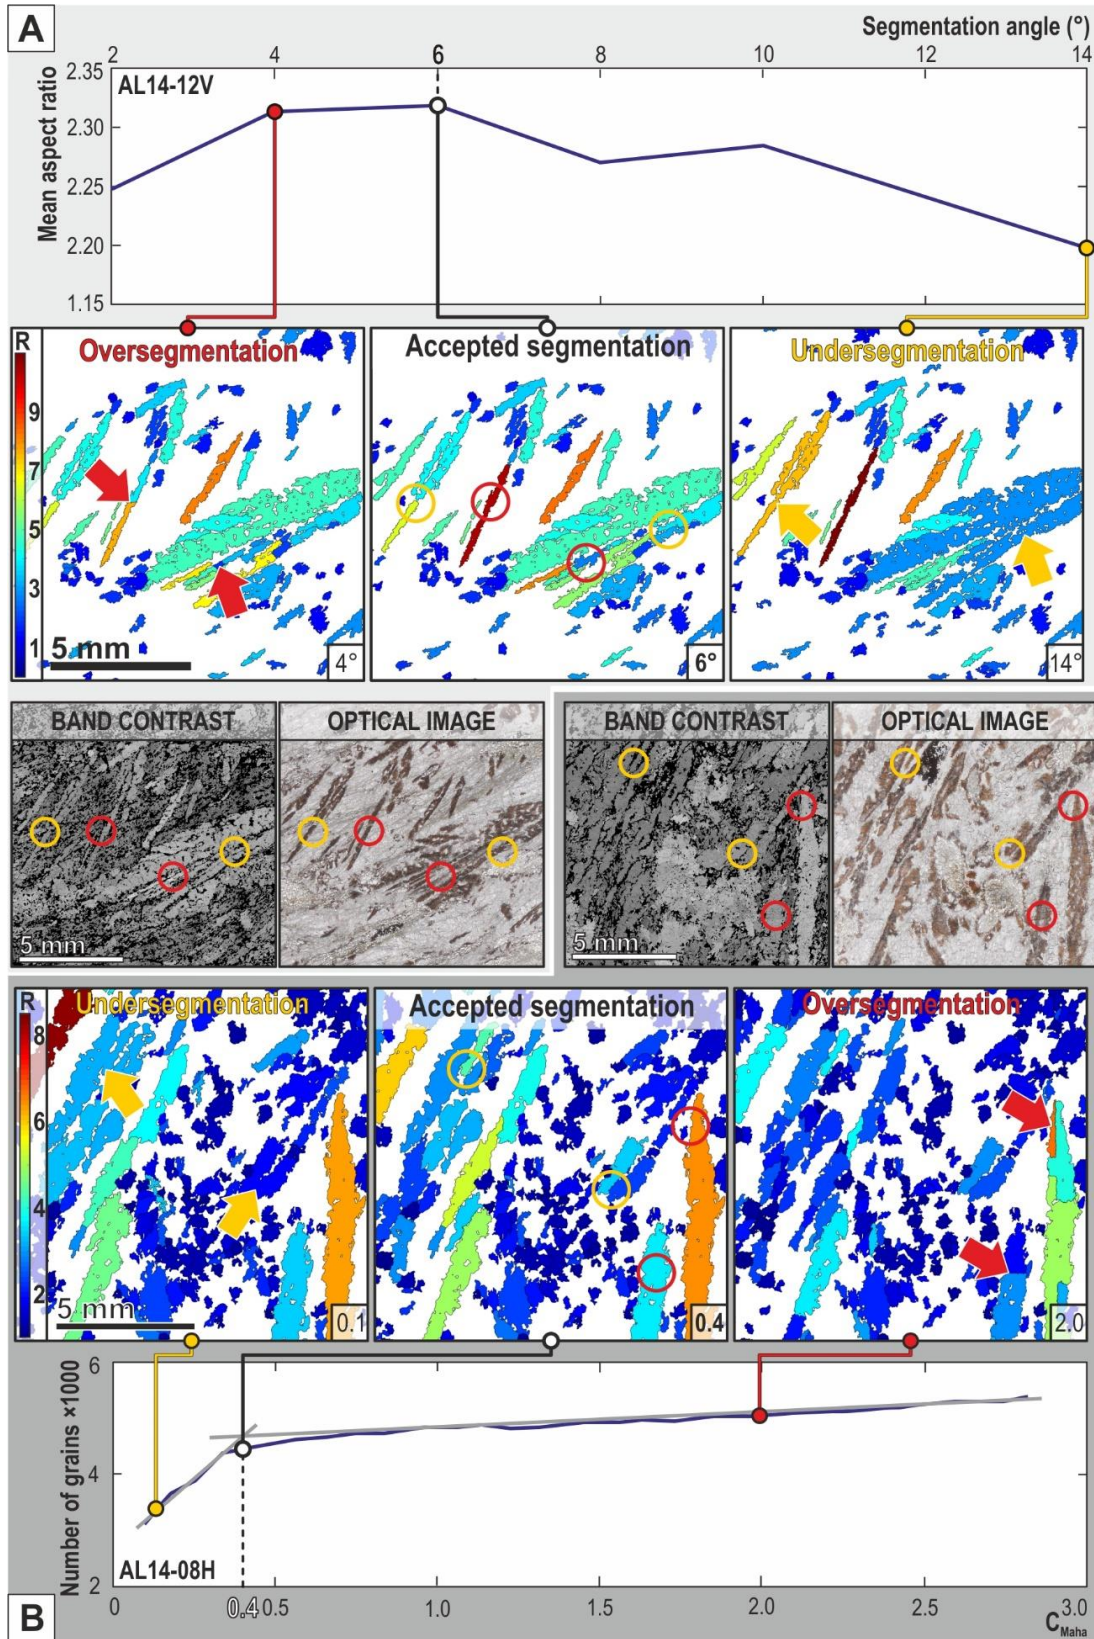 A
Segmentation angle (°)
2 4 6 8 10 12 14
AL14-12V
Mean aspect ratio
2.35
2.30
2.25
2.20
1.15
R
Oversegmentation
Accepted segmentation
Undersegmentation
9
7
5
3
1
5 mm
4°
6°
14°
BAND CONTRAST
OPTICAL IMAGE
BAND CONTRAST
OPTICAL IMAGE
5 mm
5 mm
R
Undersegmentation
Accepted segmentation
Oversegmentation
8
6
4
2
5 mm
0.1
0.4
2.0
Number of grains ×1000
6
4
2
AL14-08H
0 0.4 0.5 1.0 1.5 2.0 2.5 3.0
B
C Maha